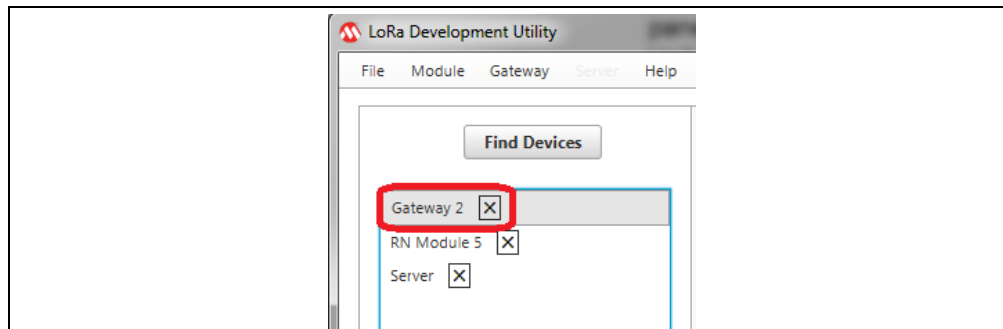 LoRa Development Utility
File Module Gateway Server Help
Find Devices
Gateway 2
RN Module 5
Server